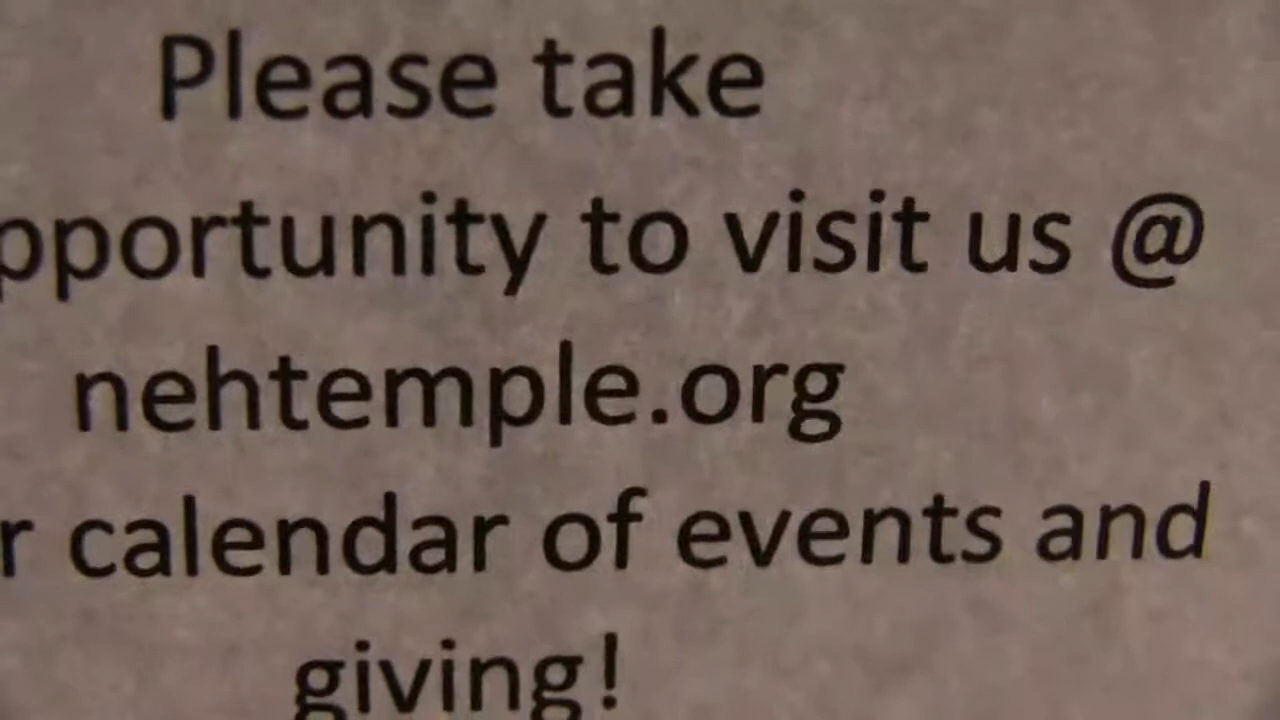 Please take
pportunity to visit us @
nehtemple.org
r calendar of events and
giving!